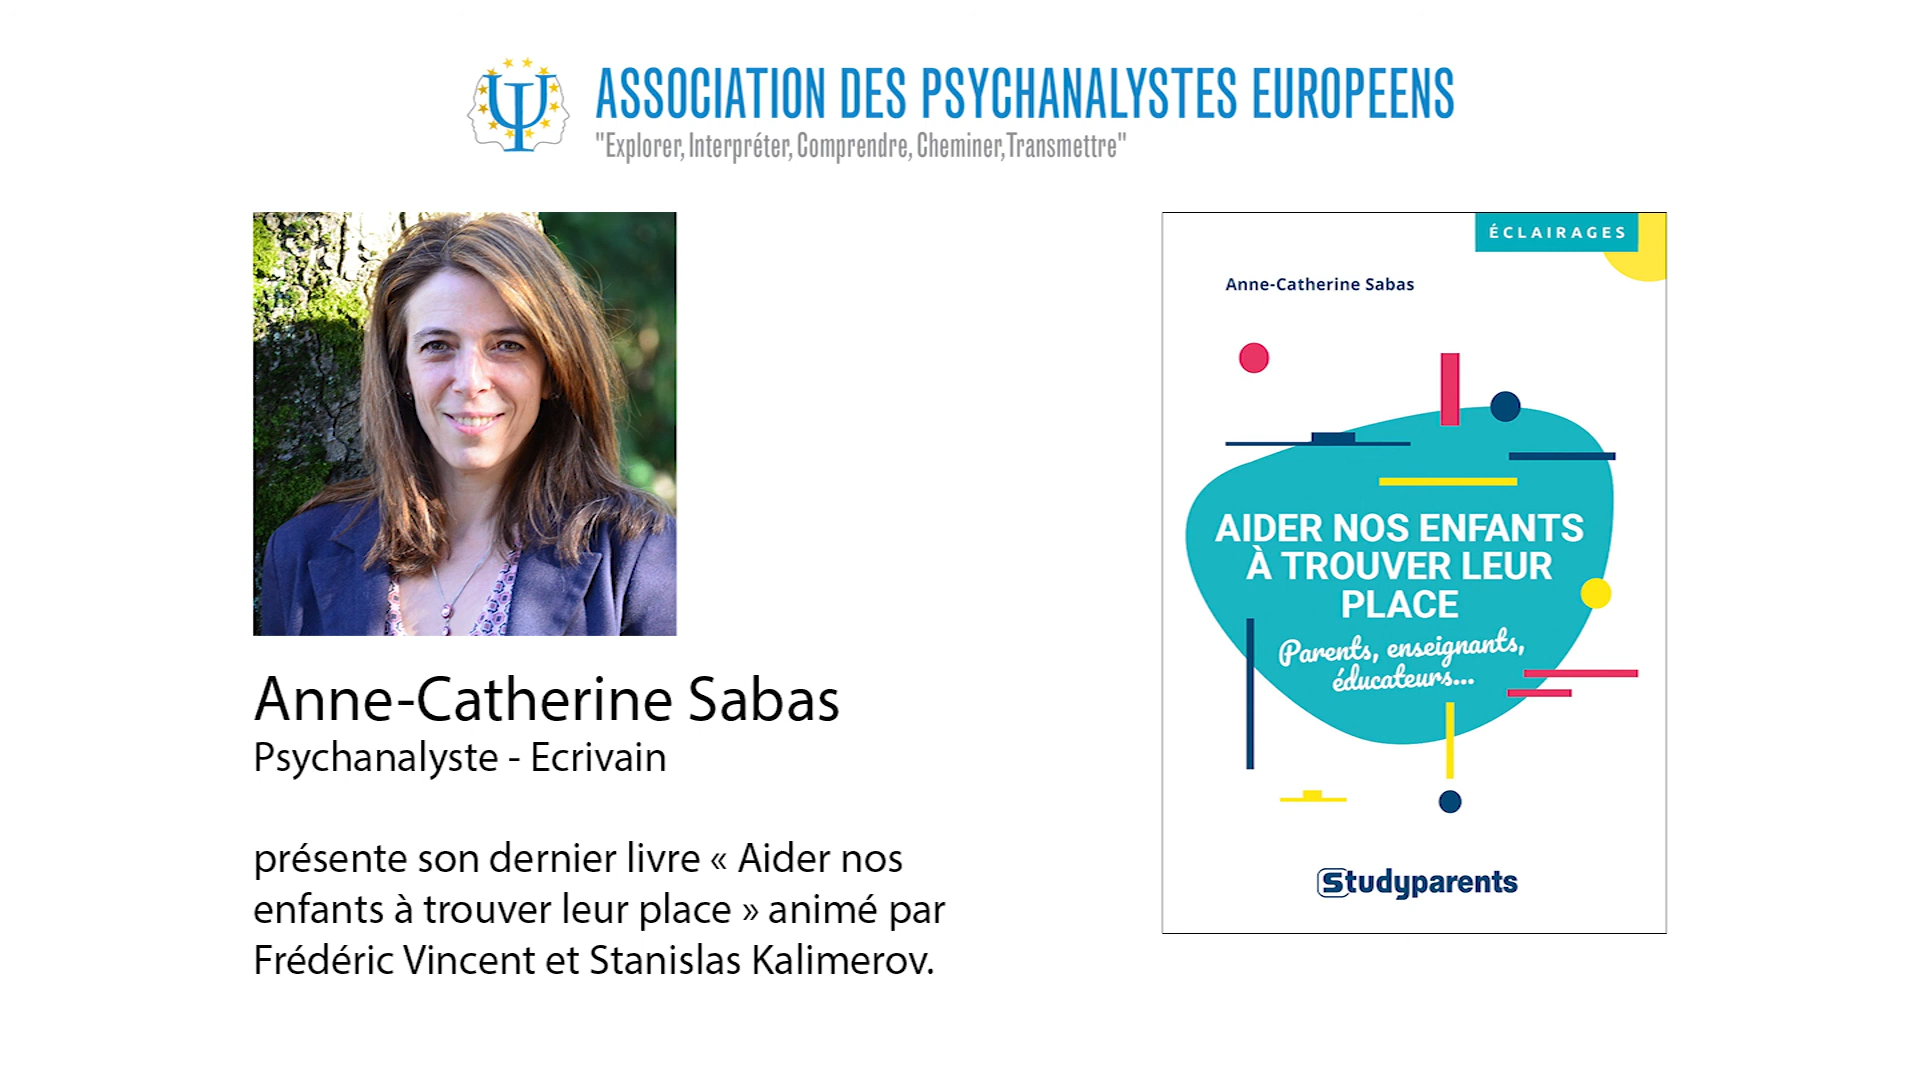 ASSOCIATION DES PSYCHANALYSTES EUROPEENS
"Explorer, Interpréter, Comprendre, Cheminer,Transmettre"
Anne-Catherine Sabas
Psychanalyste - Ecrivain
présente son dernier livre « Aider nos
enfants à trouver leur place » animé par
Frédéric Vincent et Stanislas Kalimerov.
ÉCLAIRAGES
Anne-Catherine Sabas
AIDER NOS ENFANTS
À TROUVER LEUR
PLACE
Parents, enseignants,
éducateurs...
Studyparents